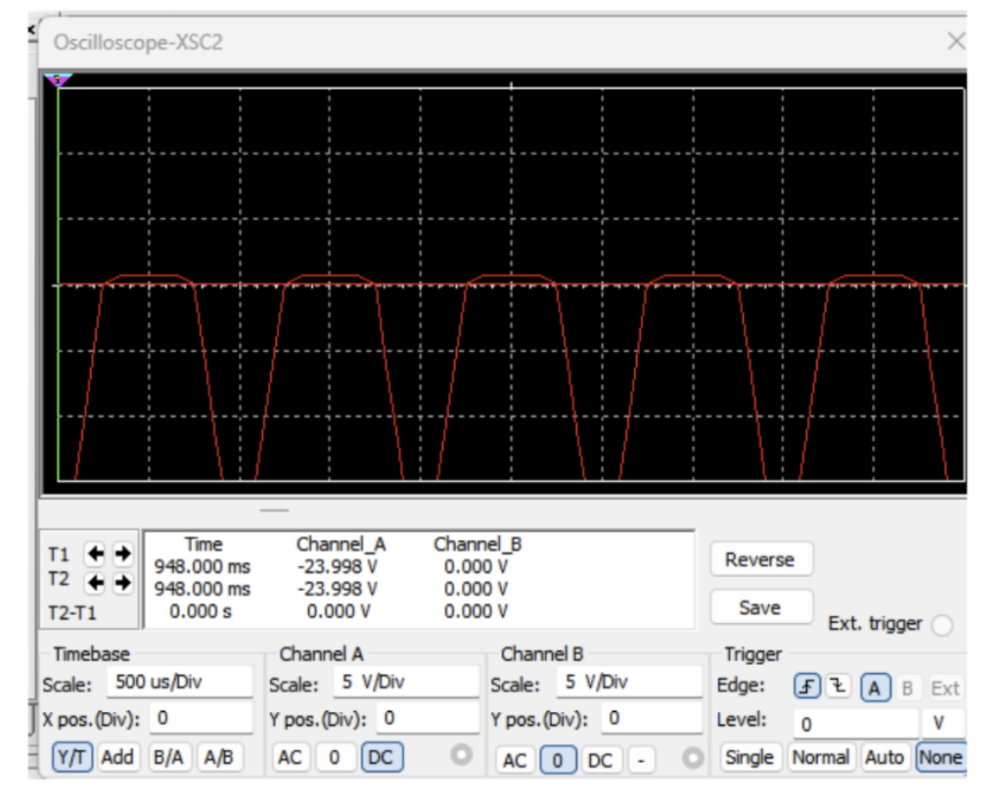 Oscilloscope-XSC2
Time Channel_A Channel_B
T1 948.000 ms -23.998 V 0.000 V
T2 948.000 ms -23.998 V 0.000 V
T2-T1 0.000 s 0.000 V 0.000 V
Reverse
Save
Ext. trigger
Timebase Channel A Channel B Trigger
Scale: 500 us/Div Scale: 5 V/Div Scale: 5 V/Div Edge: A B Ext
X pos.(Div): 0 Y pos.(Div): 0 Y pos.(Div): 0 Level: 0 V
Y/T Add B/A A/B AC 0 DC AC 0 DC - Single Normal Auto None